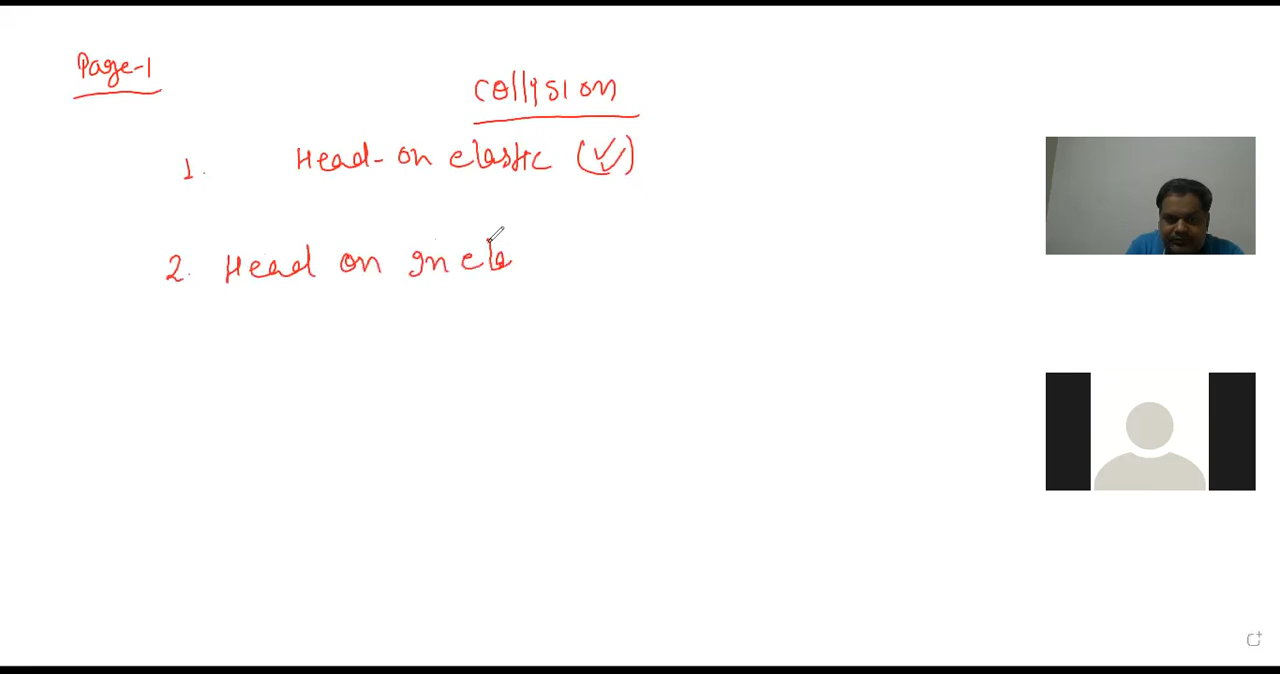 Page-1
Collision
1. Head-on elastic (✓✓)
2. Head on Inela